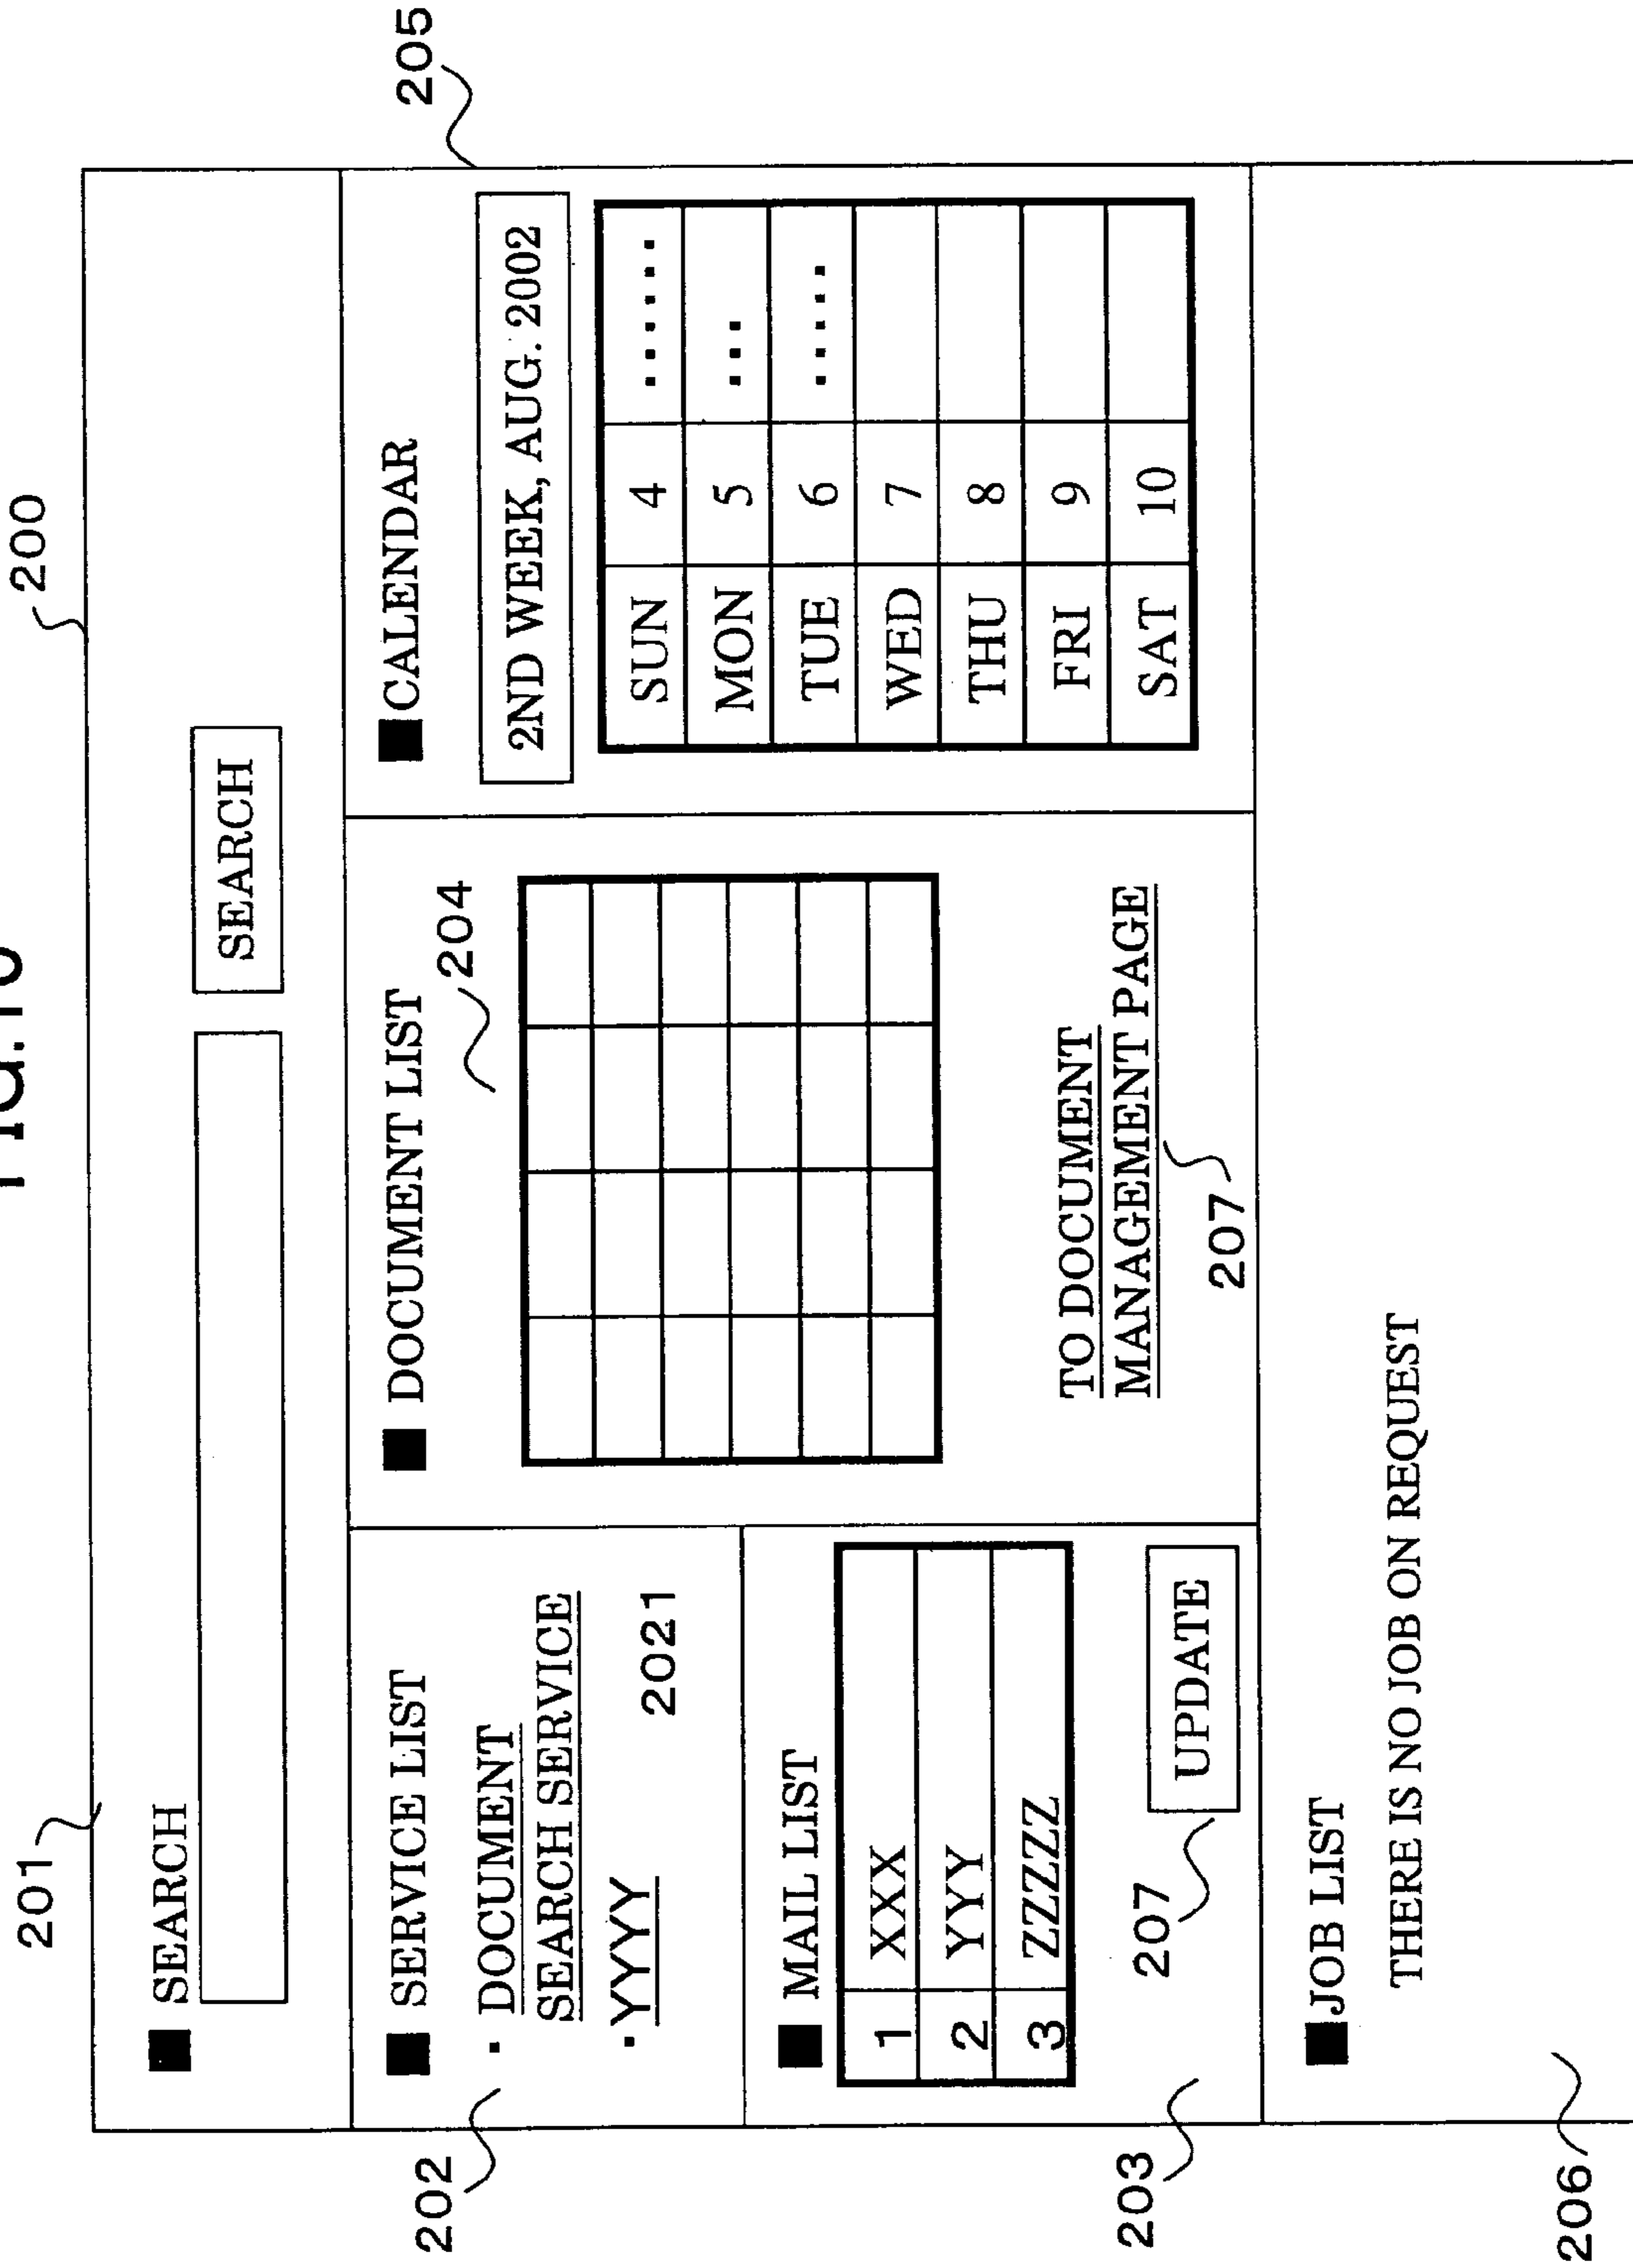 200
201
■ SEARCH
SEARCH
202
■ SERVICE LIST
· DOCUMENT
SEARCH SERVICE
· YYYY
2021
203
■ MAIL LIST
1 XXX
2 YYY
3 ZZZZZ
207
UPDATE
■ DOCUMENT LIST
204
TO DOCUMENT
MANAGEMENT PAGE
207
205
■ CALENDAR
2ND WEEK, AUG. 2002
SUN 4 ......
MON 5 ...
TUE 6 .....
WED 7
THU 8
FRI 9
SAT 10
206
■ JOB LIST
THERE IS NO JOB ON REQUEST